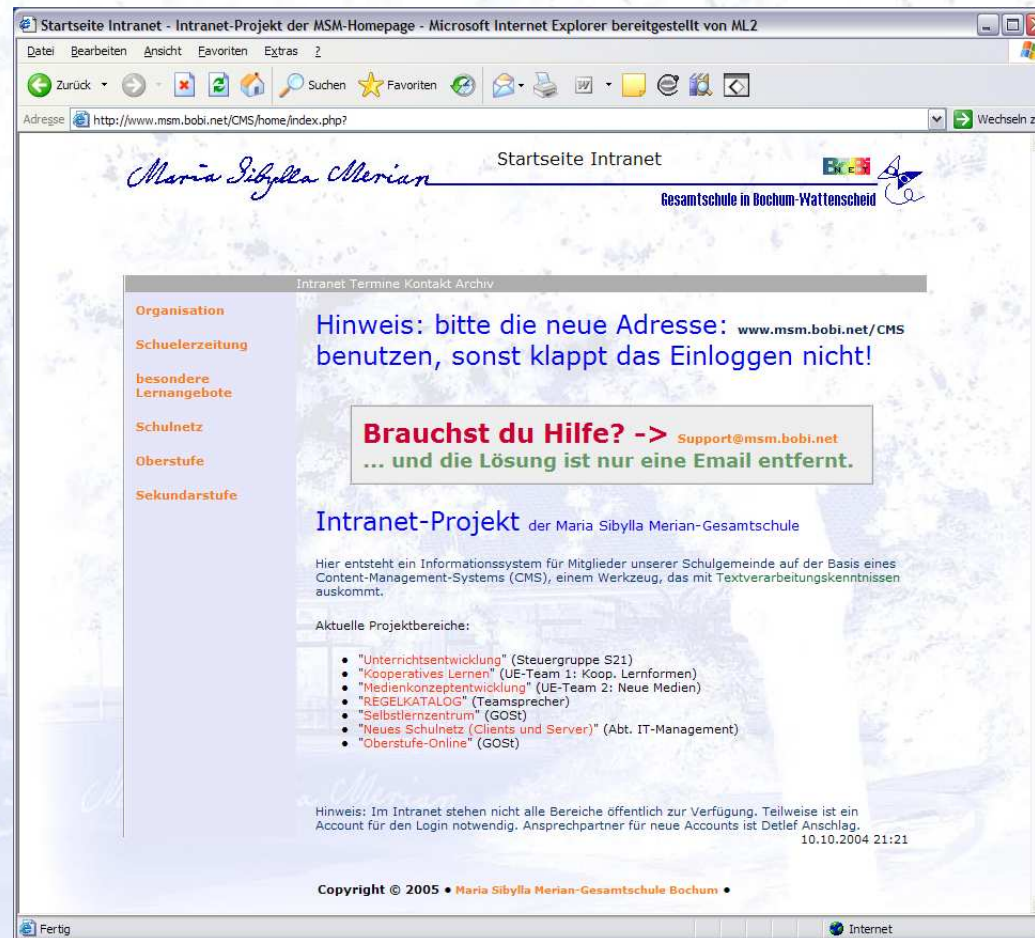 Startseite Intranet - Intranet-Projekt der MSM-Homepage - Microsoft Internet Explorer bereitgestellt von ML2
Datei Bearbeiten Ansicht Favoriten Extras ?
Zurück Suchen Favoriten
Adresse http://www.msm.bobi.net/CMS/home/index.php? Wechseln z
Maria Sibylla Merian
Startseite Intranet
Gesamtschule in Bochum-Wattenscheid
Intranet Termine Kontakt Archiv
Organisation
Schuelerzeitung
besondere
Lernangebote
Schulnetz
Oberstufe
Sekundarstufe
Hinweis: bitte die neue Adresse: www.msm.bobi.net/CMS
benutzen, sonst klappt das Einloggen nicht!
Brauchst du Hilfe? -> Support@msm.bobi.net
... und die Lösung ist nur eine Email entfernt.
Intranet-Projekt der Maria Sibylla Merian-Gesamtschule
Hier entsteht ein Informationssystem für Mitglieder unserer Schulgemeinde auf der Basis eines
Content-Management-Systems (CMS), einem Werkzeug, das mit Textverarbeitungskenntnissen
auskommt.
Aktuelle Projektbereiche:
• "Unterrichtsentwicklung" (Steuergruppe S21)
• "Kooperatives Lernen" (UE-Team 1: Koop. Lernformen)
• "Medienkonzeptentwicklung" (UE-Team 2: Neue Medien)
• "REGELKATALOG" (Teamsprecher)
• "Selbstlernzentrum" (GOSt)
• "Neues Schulnetz (Clients und Server)" (Abt. IT-Management)
• "Oberstufe-Online" (GOSt)
Hinweis: Im Intranet stehen nicht alle Bereiche öffentlich zur Verfügung. Teilweise ist ein
Account für den Login notwendig. Ansprechpartner für neue Accounts ist Detlef Anschlag.
10.10.2004 21:21
Copyright © 2005 • Maria Sibylla Merian-Gesamtschule Bochum •
Fertig Internet